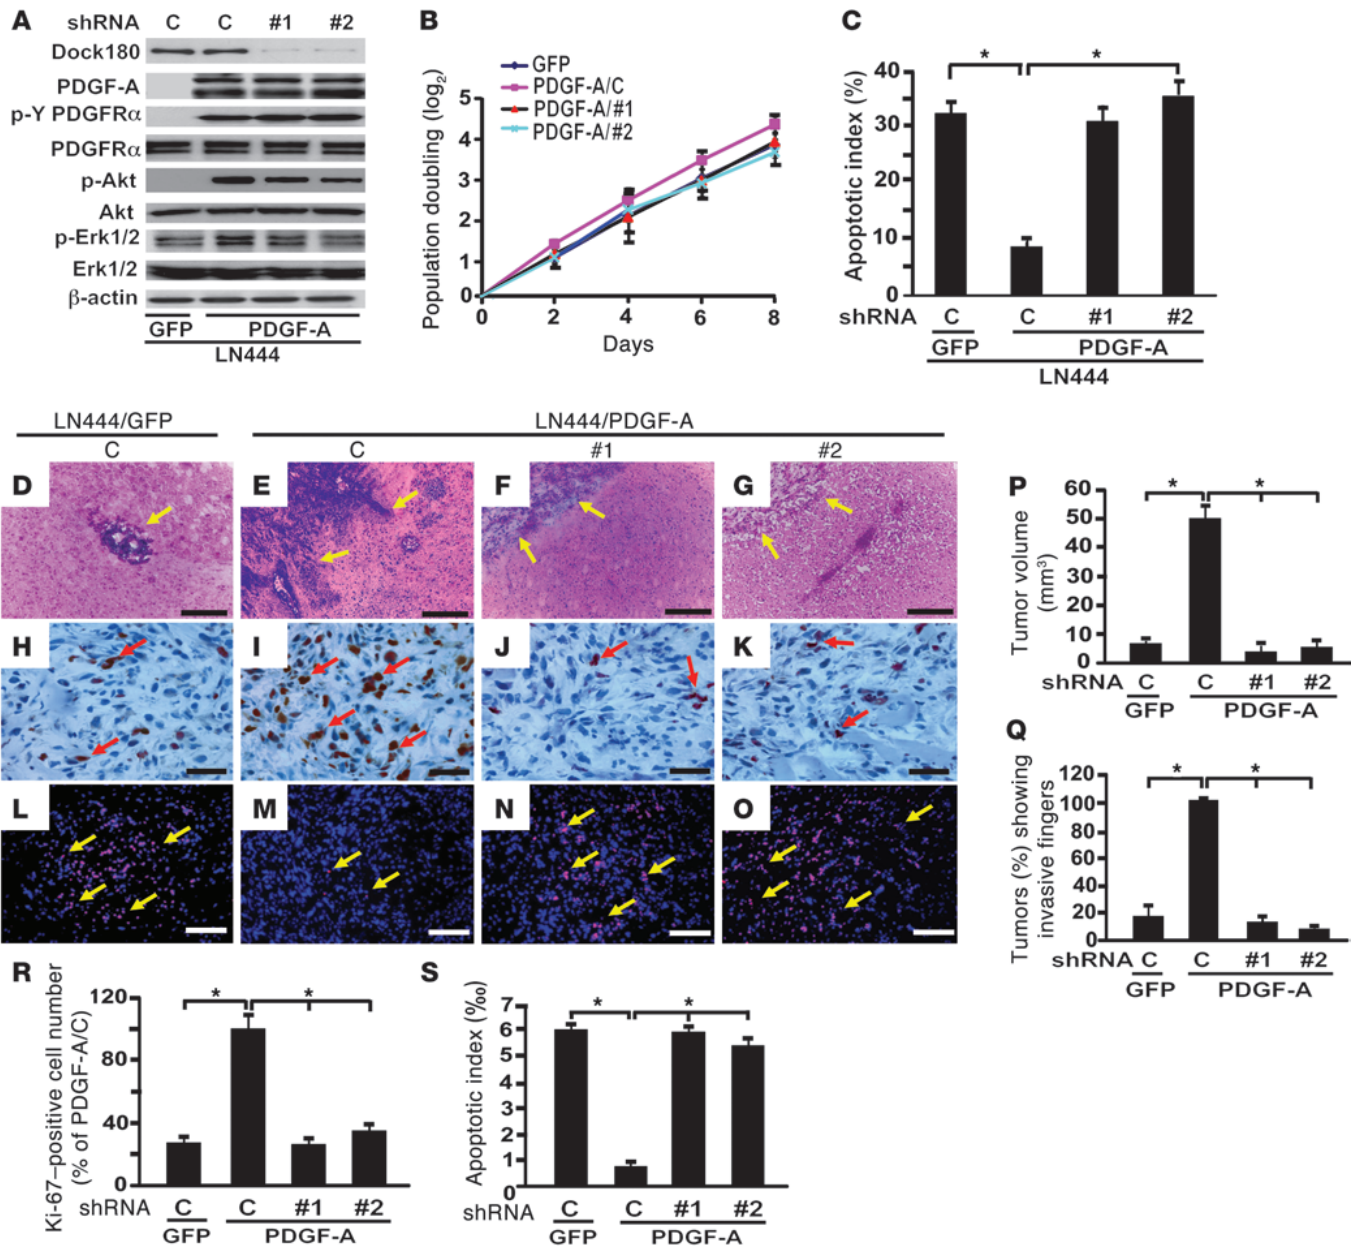 A
shRNA C C #1 #2
Dock180
PDGF-A
p-Y PDGFRα
PDGFRα
p-Akt
Akt
p-Erk1/2
Erk1/2
β-actin
GFP PDGF-A
LN444
B
GFP
PDGF-A/C
PDGF-A/#1
PDGF-A/#2
Population doubling (log2)
5
4
3
2
1
0
0 2 4 6 8
Days
C
* *
Apoptotic index (%)
40
30
20
10
0
shRNA C C #1 #2
GFP PDGF-A
LN444
LN444/GFP LN444/PDGF-A
C C #1 #2
D E F G
H I J K
L M N O
P
Tumor volume
(mm³)
60
50
40
30
20
10
0
* *
shRNA C C #1 #2
GFP PDGF-A
Q
Tumors (%) showing
invasive fingers
120
100
80
60
40
20
0
* *
shRNA C C #1 #2
GFP PDGF-A
R
Ki-67–positive cell number
(% of PDGF-A/C)
120
80
40
0
* *
shRNA C C #1 #2
GFP PDGF-A
S
Apoptotic index (‰)
7
6
5
4
3
2
1
0
* *
shRNA C C #1 #2
GFP PDGF-A